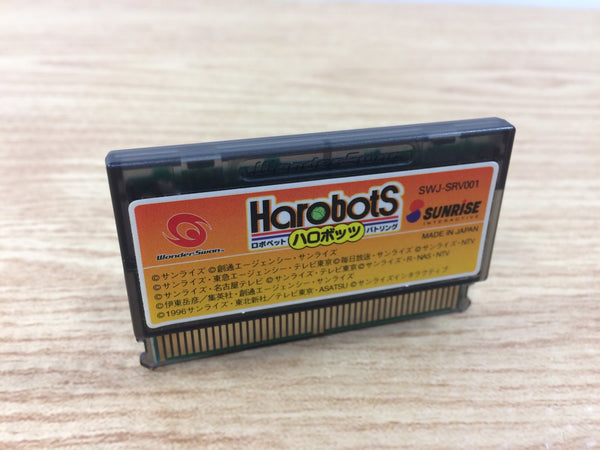 WonderSwan
SWJ-SRV001
HarobotS
ロボペット ハロボッツ バトリング
SUNRISE
INTERACTIVE
WonderSwan™
MADE IN JAPAN
©サンライズ ©創通エージェンシー・サンライズ
©サンライズ・東急エージェンシー・テレビ東京 ©毎日放送・サンライズ ©サンライズ・NTV
©サンライズ・名古屋テレビ ©サンライズ・テレビ東京 ©サンライズ・R・NAS・NTV
©伊東岳彦/集英社・創通エージェンシー・サンライズ
©1996サンライズ・東北新社/テレビ東京・ASATSU ©サンライズインタラクティブ